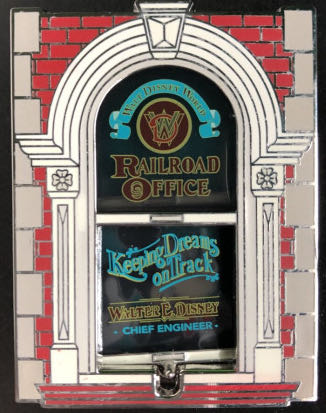 WALT DISNEY WORLD
W
RAILROAD
OFFICE
Keeping Dreams
on Track
WALTER E. DISNEY
- CHIEF ENGINEER -